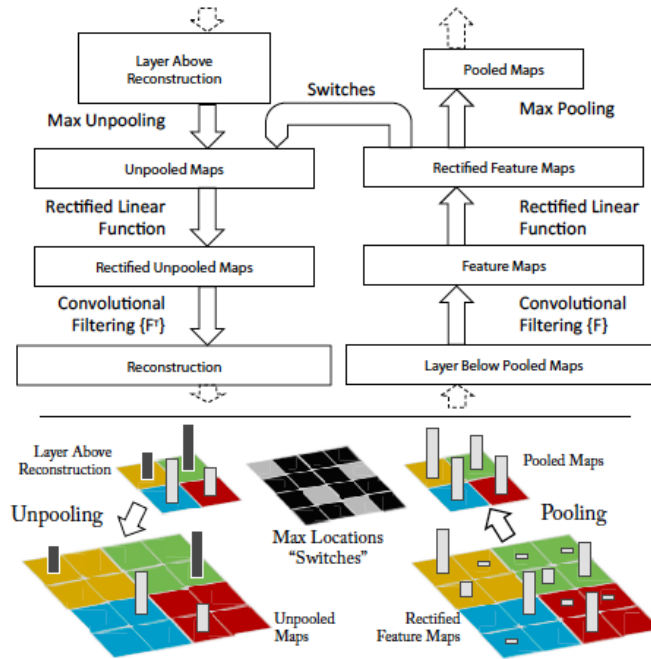 Layer Above
Reconstruction
Pooled Maps
Switches
Max Unpooling
Max Pooling
Unpooled Maps
Rectified Feature Maps
Rectified Linear
Function
Rectified Linear
Function
Rectified Unpooled Maps
Feature Maps
Convolutional
Filtering {Fᵀ}
Convolutional
Filtering {F}
Reconstruction
Layer Below Pooled Maps
Layer Above
Reconstruction
Pooled Maps
Unpooling
Max Locations
“Switches”
Pooling
Unpooled
Maps
Rectified
Feature Maps